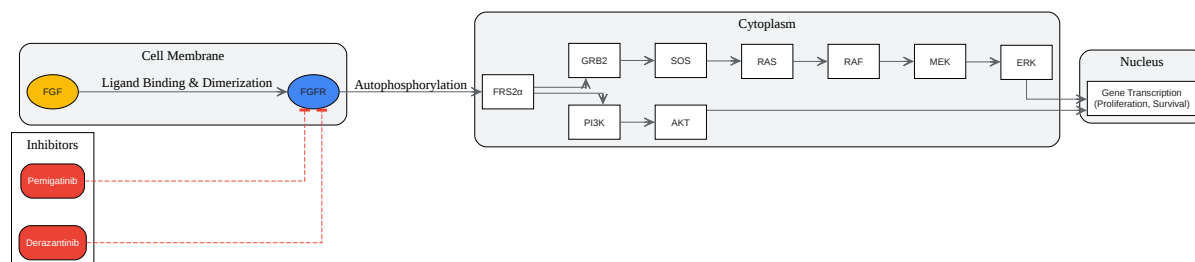 Cytoplasm
Cell Membrane
Nucleus
FGF
Ligand Binding & Dimerization
FGFR
Autophosphorylation
FRS2α
GRB2
SOS
RAS
RAF
MEK
ERK
PI3K
AKT
Gene Transcription
(Proliferation, Survival)
Inhibitors
Pemigatinib
Derazantinib